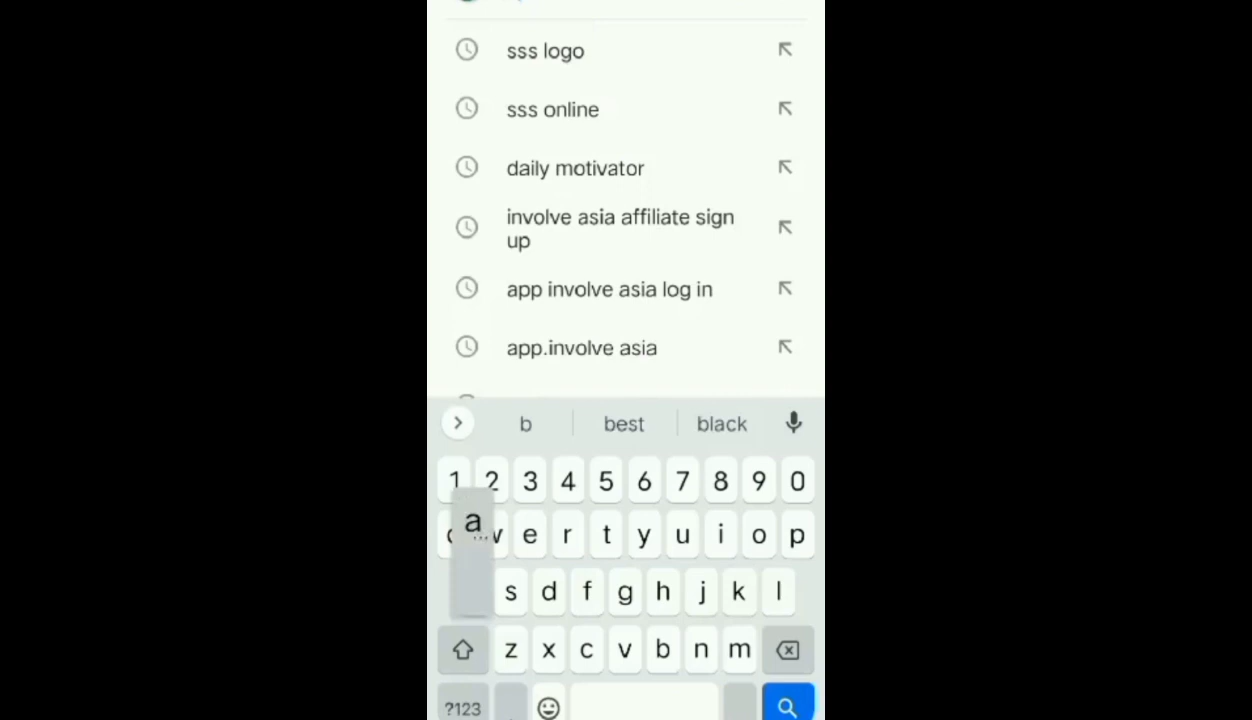 sss logo
sss online
daily motivator
involve asia affiliate sign
up
app involve asia log in
app.involve asia
b best black
1 2 3 4 5 6 7 8 9 0
a e r t y u i o p
s d f g h j k l
z x c v b n m
?123